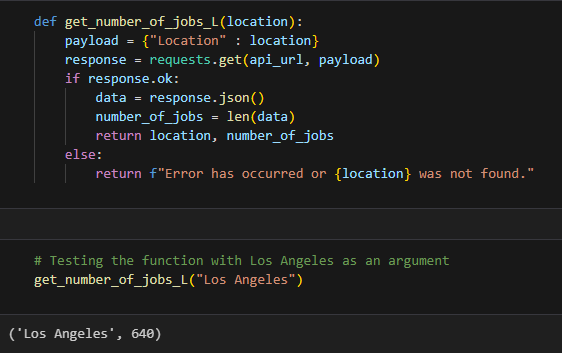 def get_number_of_jobs_L(location):
    payload = {"Location" : location}
    response = requests.get(api_url, payload)
    if response.ok:
        data = response.json()
        number_of_jobs = len(data)
        return location, number_of_jobs
    else:
        return f"Error has occurred or {location} was not found."
# Testing the function with Los Angeles as an argument
get_number_of_jobs_L("Los Angeles")
('Los Angeles', 640)